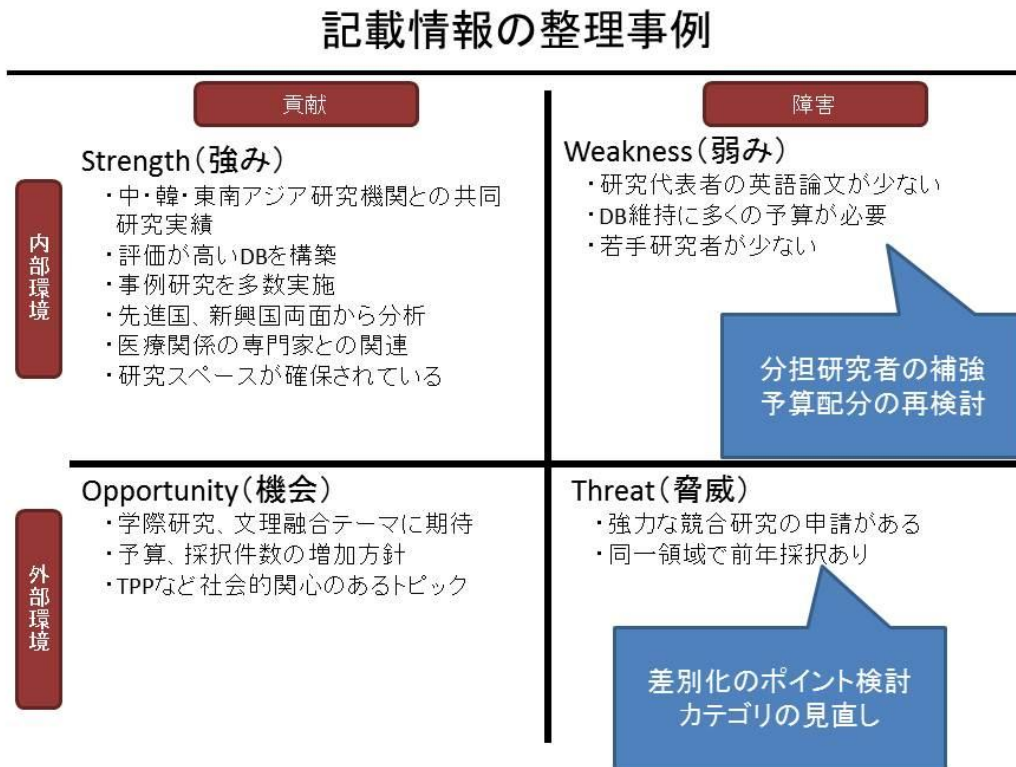 記載情報の整理事例
貢献
障害
内部環境
Strength(強み)
・中・韓・東南アジア研究機関との共同
研究実績
・評価が高いDBを構築
・事例研究を多数実施
・先進国、新興国両面から分析
・医療関係の専門家との関連
・研究スペースが確保されている
Weakness(弱み)
・研究代表者の英語論文が少ない
・DB維持に多くの予算が必要
・若手研究者が少ない
分担研究者の補強
予算配分の再検討
外部環境
Opportunity(機会)
・学際研究、文理融合テーマに期待
・予算、採択件数の増加方針
・TPPなど社会的関心のあるトピック
Threat(脅威)
・強力な競合研究の申請がある
・同一領域で前年採択あり
差別化のポイント検討
カテゴリの見直し